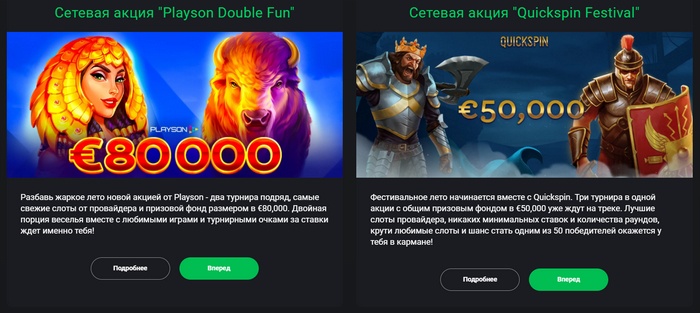 Сетевая акция "Playson Double Fun"
PLAYSON
€80 000
Разбавь жаркое лето новой акцией от Playson - два турнира подряд, самые
свежие слоты от провайдера и призовой фонд размером в €80,000. Двойная
порция веселья вместе с любимыми играми и турнирными очками за ставки
ждет именно тебя!
Подробнее
Вперед
Сетевая акция "Quickspin Festival"
QUICKSPIN
€50,000
Фестивальное лето начинается вместе с Quickspin. Три турнира в одной
акции с общим призовым фондом в €50,000 уже ждут на треке. Лучшие
слоты провайдера, никаких минимальных ставок и количества раундов,
крути любимые слоты и шанс стать одним из 50 победителей окажется у
тебя в кармане!
Подробнее
Вперед